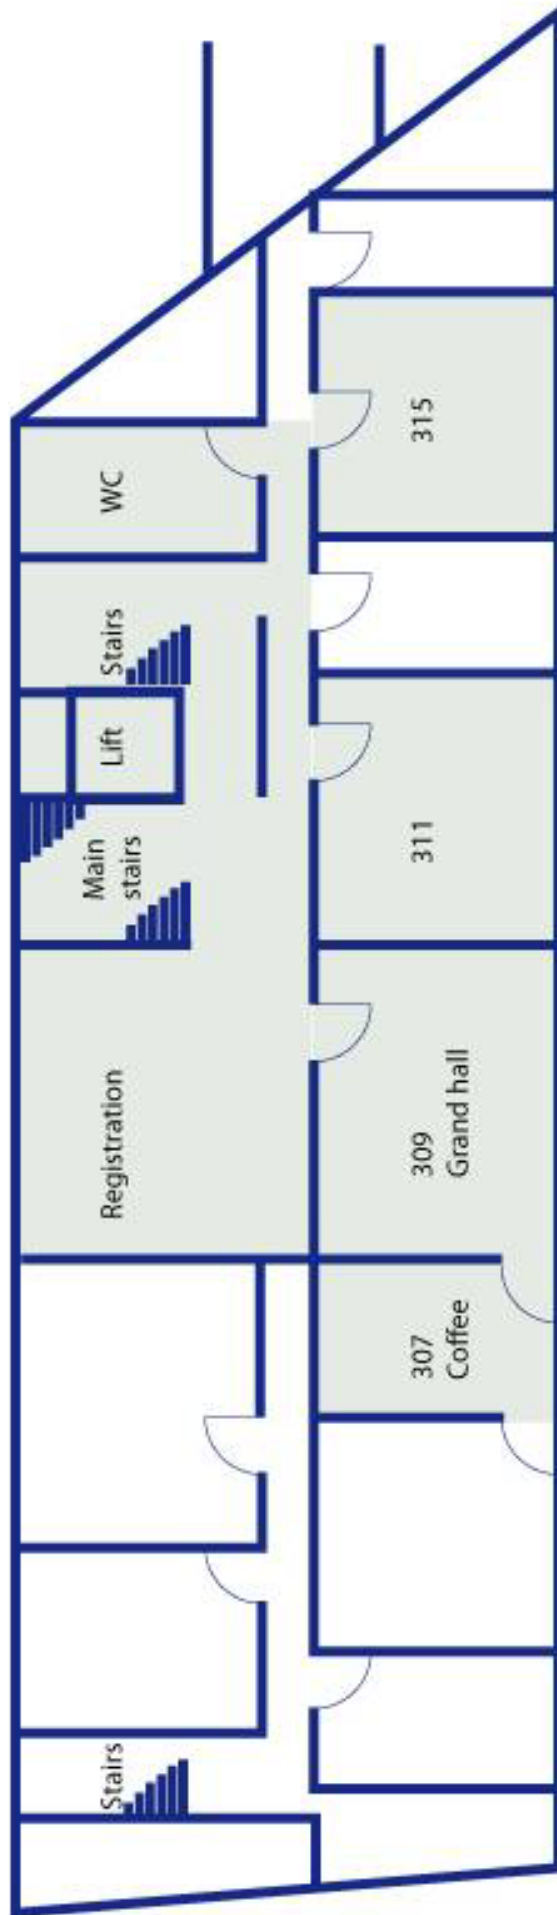 Stairs
Registration
Main
stairs
Lift
Stairs
WC
307
Coffee
309
Grand hall
311
315